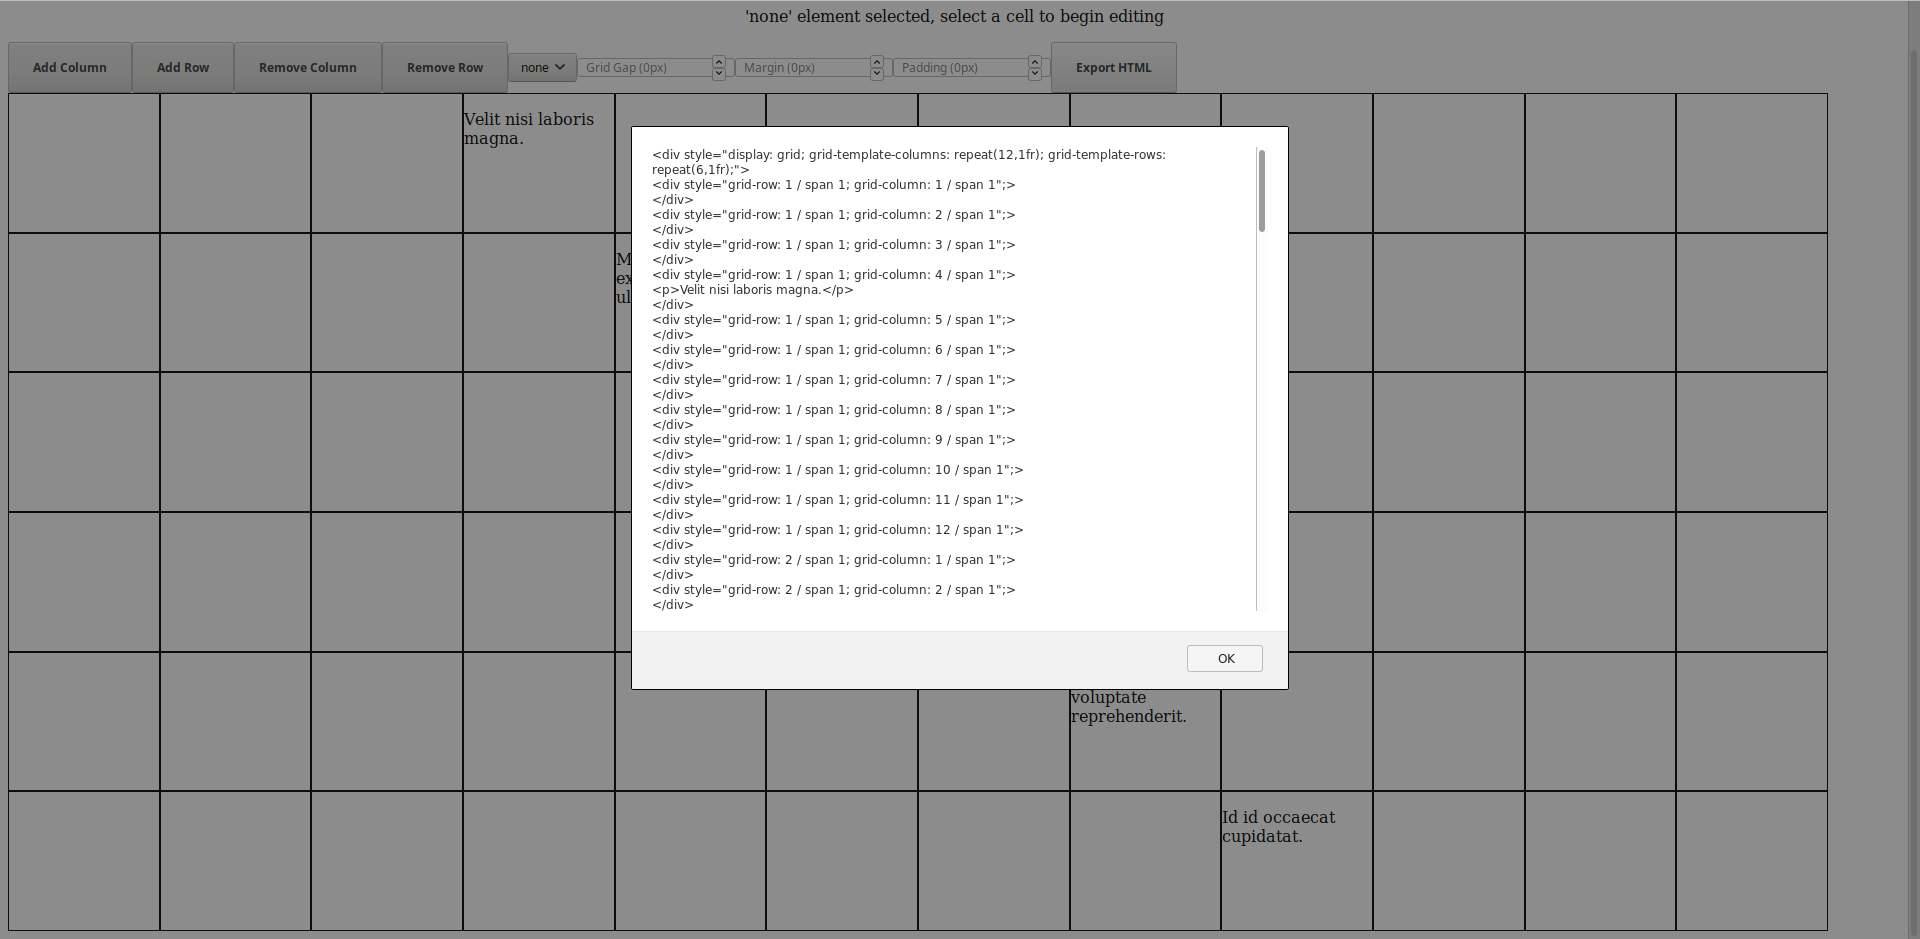 'none' element selected, select a cell to begin editing
Add Column Add Row Remove Column Remove Row none Grid Gap (0px) Margin (0px) Padding (0px) Export HTML
Velit nisi laboris
magna.
<div style="display: grid; grid-template-columns: repeat(12,1fr); grid-template-rows:
repeat(6,1fr);">
<div style="grid-row: 1 / span 1; grid-column: 1 / span 1";>
</div>
<div style="grid-row: 1 / span 1; grid-column: 2 / span 1";>
</div>
<div style="grid-row: 1 / span 1; grid-column: 3 / span 1";>
</div>
<div style="grid-row: 1 / span 1; grid-column: 4 / span 1";>
<p>Velit nisi laboris magna.</p>
</div>
<div style="grid-row: 1 / span 1; grid-column: 5 / span 1";>
</div>
<div style="grid-row: 1 / span 1; grid-column: 6 / span 1";>
</div>
<div style="grid-row: 1 / span 1; grid-column: 7 / span 1";>
</div>
<div style="grid-row: 1 / span 1; grid-column: 8 / span 1";>
</div>
<div style="grid-row: 1 / span 1; grid-column: 9 / span 1";>
</div>
<div style="grid-row: 1 / span 1; grid-column: 10 / span 1";>
</div>
<div style="grid-row: 1 / span 1; grid-column: 11 / span 1";>
</div>
<div style="grid-row: 1 / span 1; grid-column: 12 / span 1";>
</div>
<div style="grid-row: 2 / span 1; grid-column: 1 / span 1";>
</div>
<div style="grid-row: 2 / span 1; grid-column: 2 / span 1";>
</div>
OK
voluptate
reprehenderit.
Id id occaecat
cupidatat.